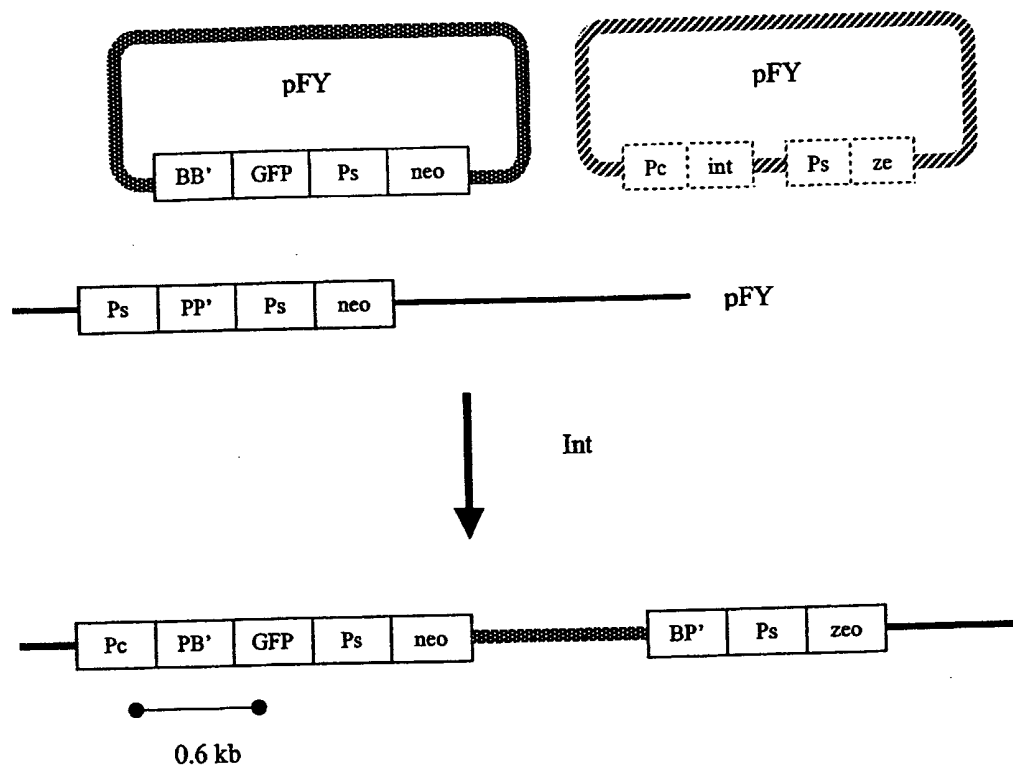 pFY
pFY
BB' GFP Ps neo
Pc int Ps ze
Ps PP' Ps neo
pFY
Int
Pc PB' GFP Ps neo
BP' Ps zeo
0.6 kb